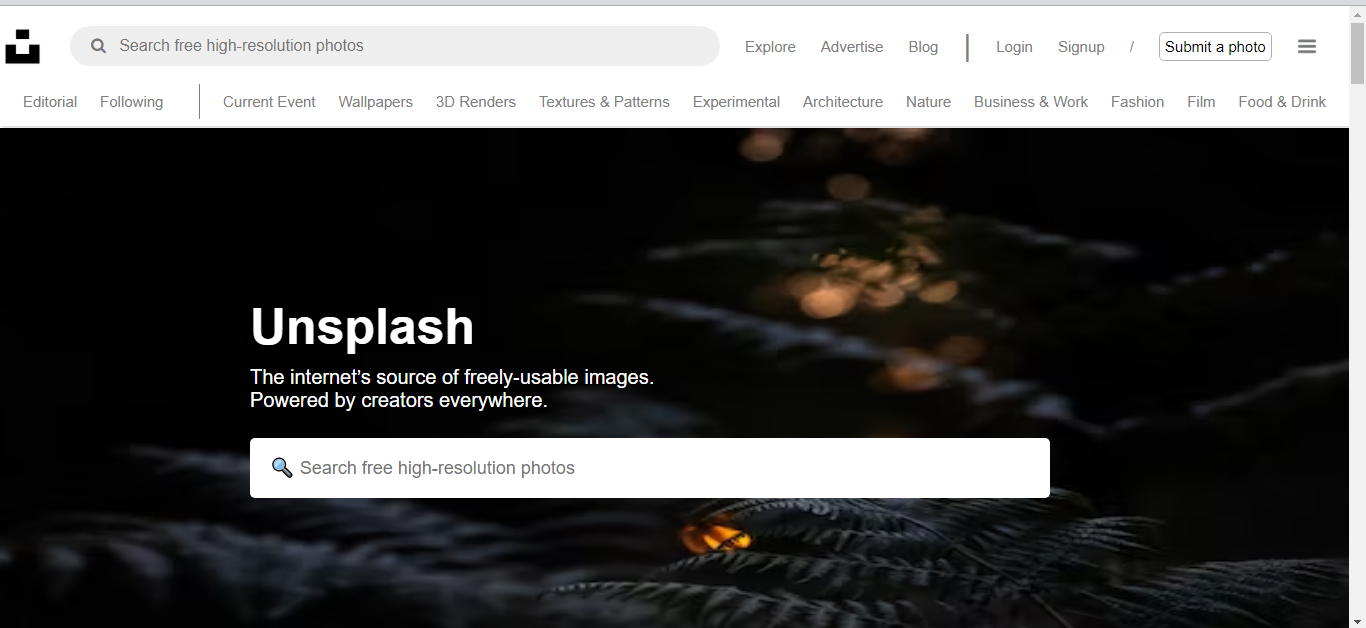 Search free high-resolution photos Explore Advertise Blog | Login Signup / Submit a photo
Editorial Following Current Event Wallpapers 3D Renders Textures & Patterns Experimental Architecture Nature Business & Work Fashion Film Food & Drink
Unsplash
The internet’s source of freely-usable images.
Powered by creators everywhere.
🔍 Search free high-resolution photos